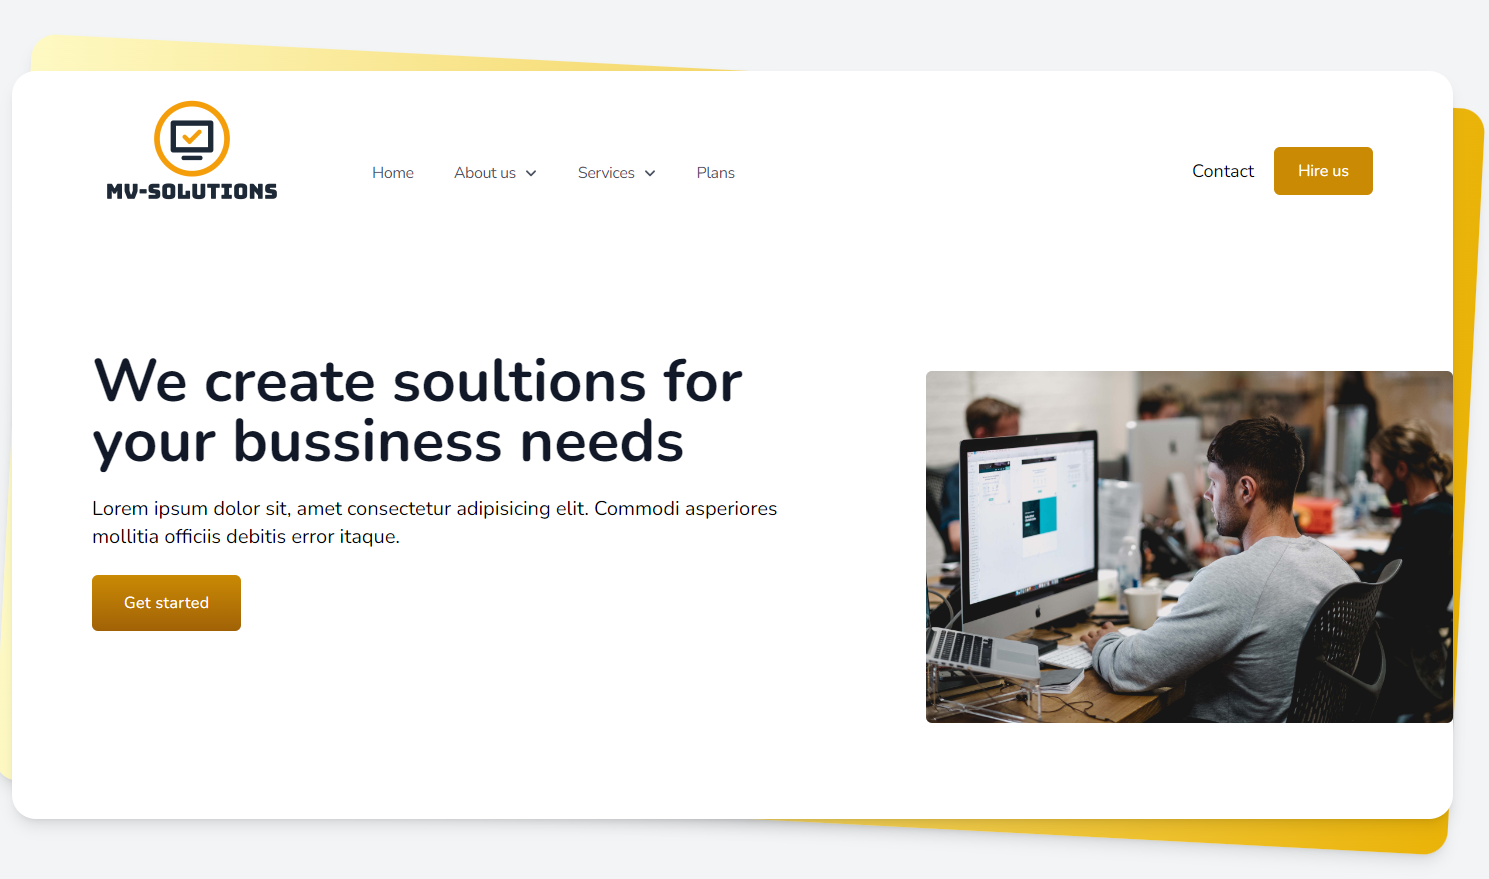 MV-SOLUTIONS
Home
About us
Services
Plans
Contact
Hire us
We create soultions for
your bussiness needs
Lorem ipsum dolor sit, amet consectetur adipisicing elit. Commodi asperiores
mollitia officiis debitis error itaque.
Get started